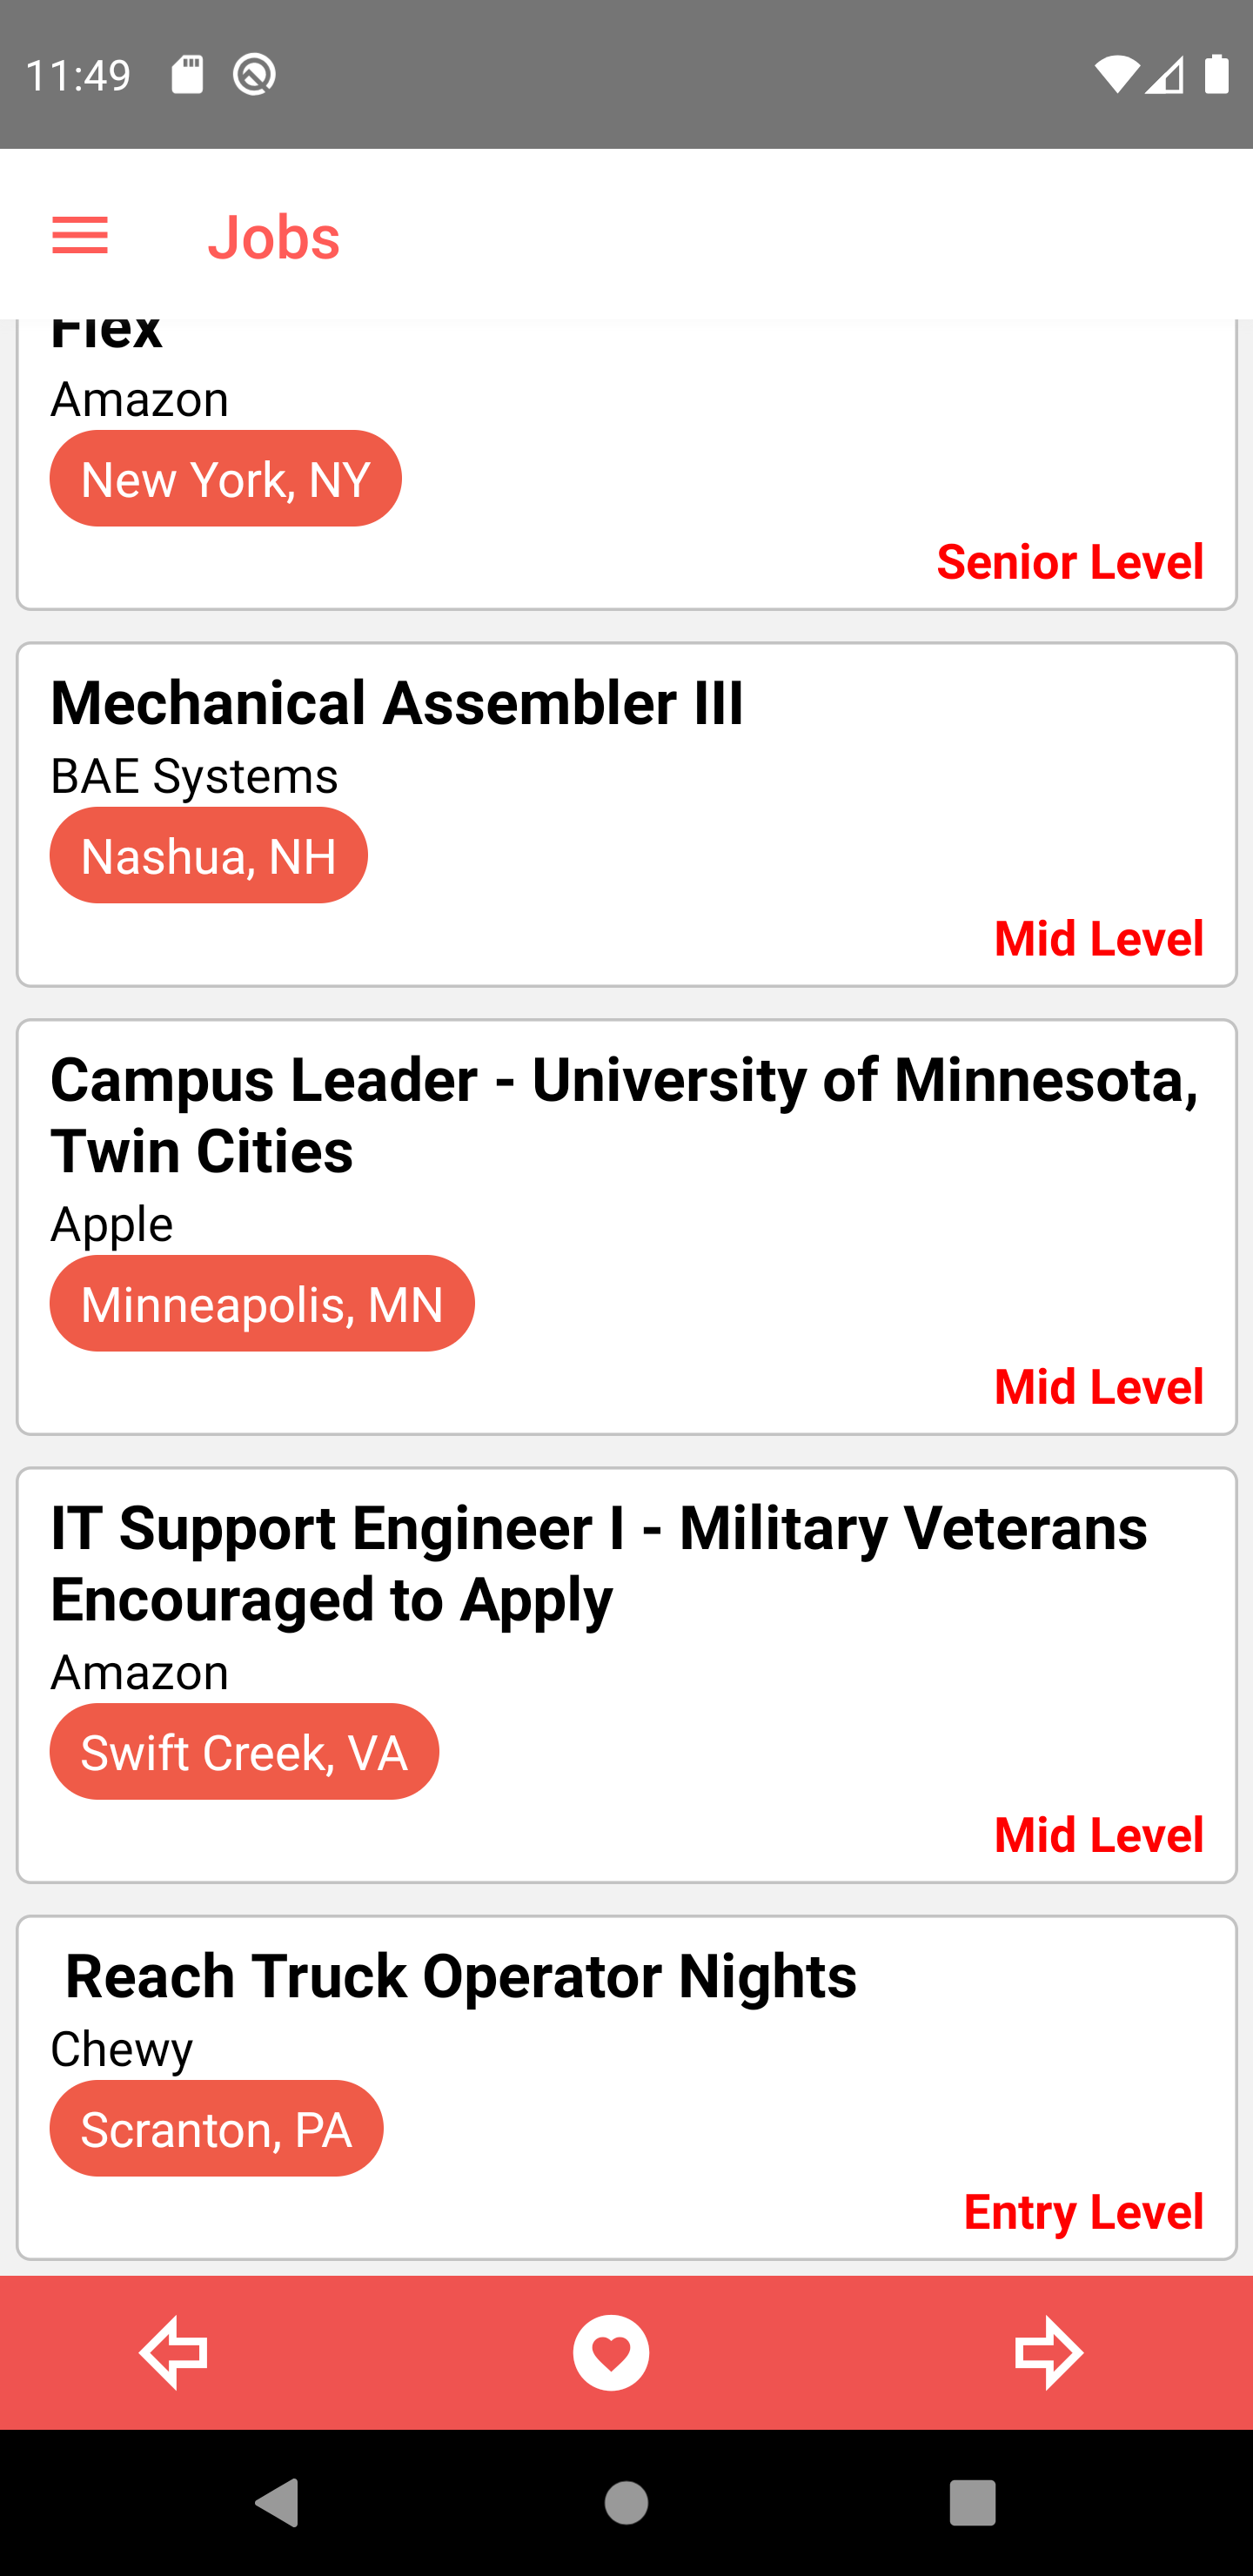 11:49
Jobs
Flex
Amazon
New York, NY
Senior Level
Mechanical Assembler III
BAE Systems
Nashua, NH
Mid Level
Campus Leader - University of Minnesota,
Twin Cities
Apple
Minneapolis, MN
Mid Level
IT Support Engineer I - Military Veterans
Encouraged to Apply
Amazon
Swift Creek, VA
Mid Level
Reach Truck Operator Nights
Chewy
Scranton, PA
Entry Level